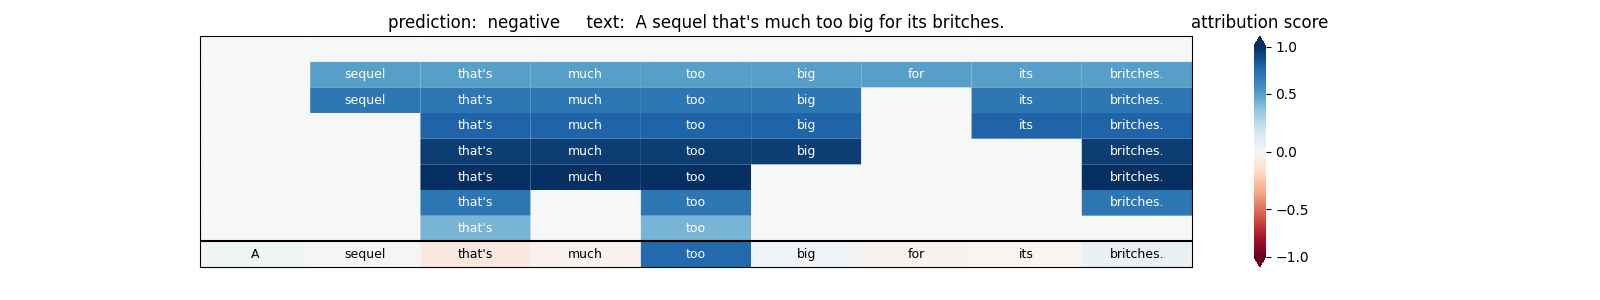 prediction:  negative     text:  A sequel that's much too big for its britches.
attribution score
sequel that's much too big for its britches.
sequel that's much too big its britches.
that's much too big its britches.
that's much too big britches.
that's much too britches.
that's too britches.
that's too
A sequel that's much too big for its britches.
1.0
0.5
0.0
−0.5
−1.0